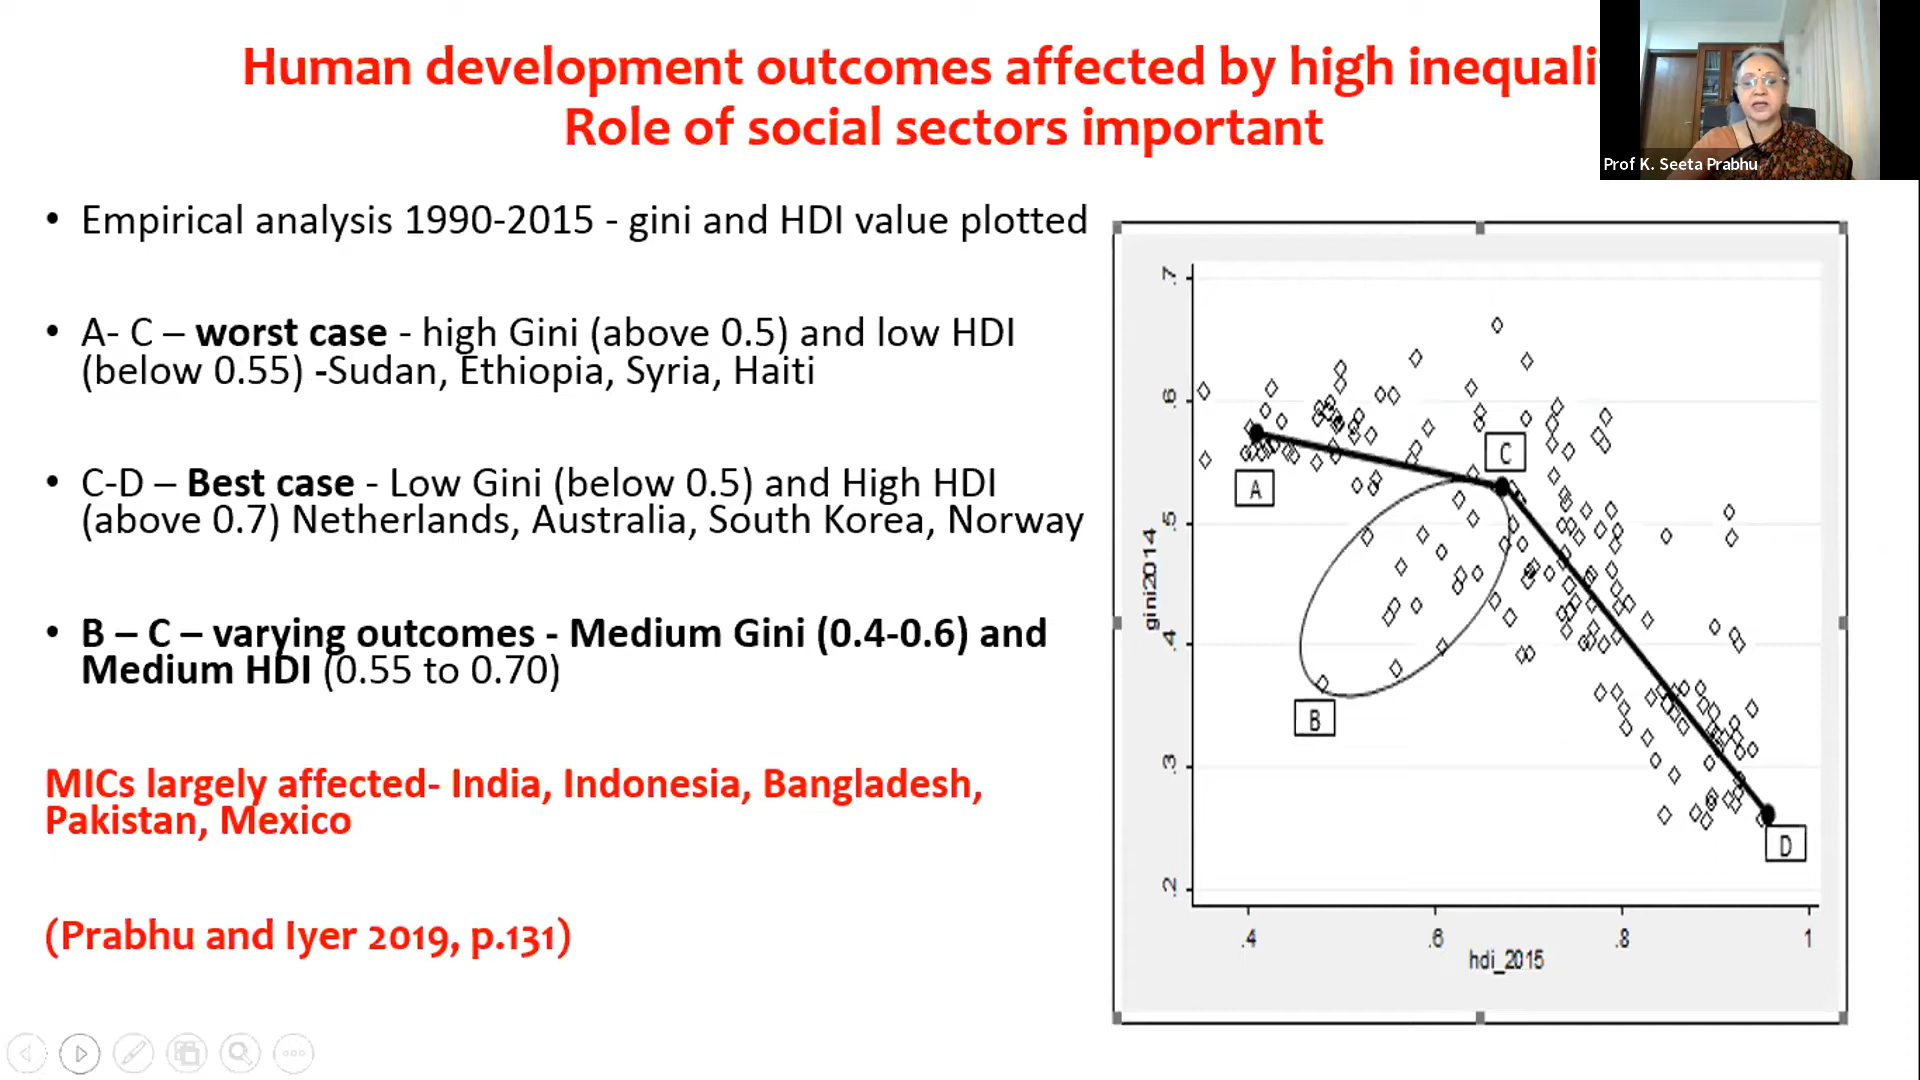 Human development outcomes affected by high inequali
Role of social sectors important
Prof K. Seeta Prabhu
• Empirical analysis 1990-2015 - gini and HDI value plotted
• A- C – worst case - high Gini (above 0.5) and low HDI
(below 0.55) -Sudan, Ethiopia, Syria, Haiti
• C-D – Best case - Low Gini (below 0.5) and High HDI
(above 0.7) Netherlands, Australia, South Korea, Norway
• B – C – varying outcomes - Medium Gini (0.4-0.6) and
Medium HDI (0.55 to 0.70)
MICs largely affected- India, Indonesia, Bangladesh,
Pakistan, Mexico
(Prabhu and Iyer 2019, p.131)
gini2014
.7
.6
.5
.4
.3
.2
A
C
B
D
.4 .6 .8 1
hdi_2015